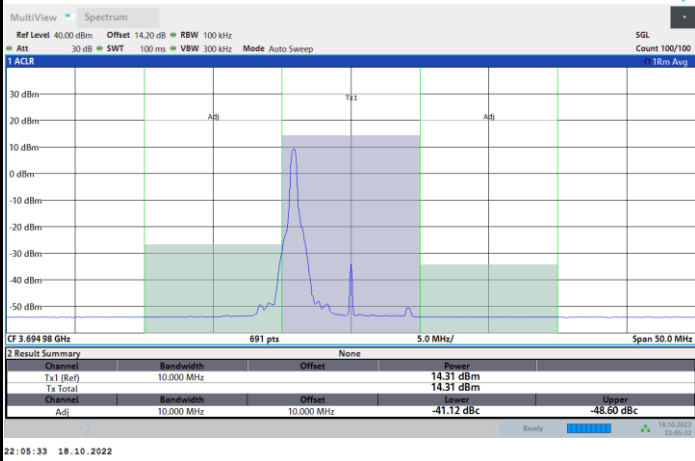 MultiView Spectrum
Ref Level 40.00 dBm Offset 14.20 dB RBW 100 kHz SGL
Att 30 dB SWT 100 ms VBW 300 kHz Mode Auto Sweep Count 100/100
1 ACLR 1Rm Avg
30 dBm
Tx1
20 dBm
Adj Adj
10 dBm
0 dBm
-10 dBm
-20 dBm
-30 dBm
-40 dBm
-50 dBm
CF 3.694 98 GHz 691 pts 5.0 MHz/ Span 50.0 MHz
2 Result Summary None
Channel Bandwidth Offset Power
Tx1 (Ref) 10.000 MHz 14.31 dBm
Tx Total 14.31 dBm
Channel Bandwidth Offset Lower Upper
Adj 10.000 MHz 10.000 MHz -41.12 dBc -48.60 dBc
Ready 18.10.2022
22:05:32
22:05:33 18.10.2022